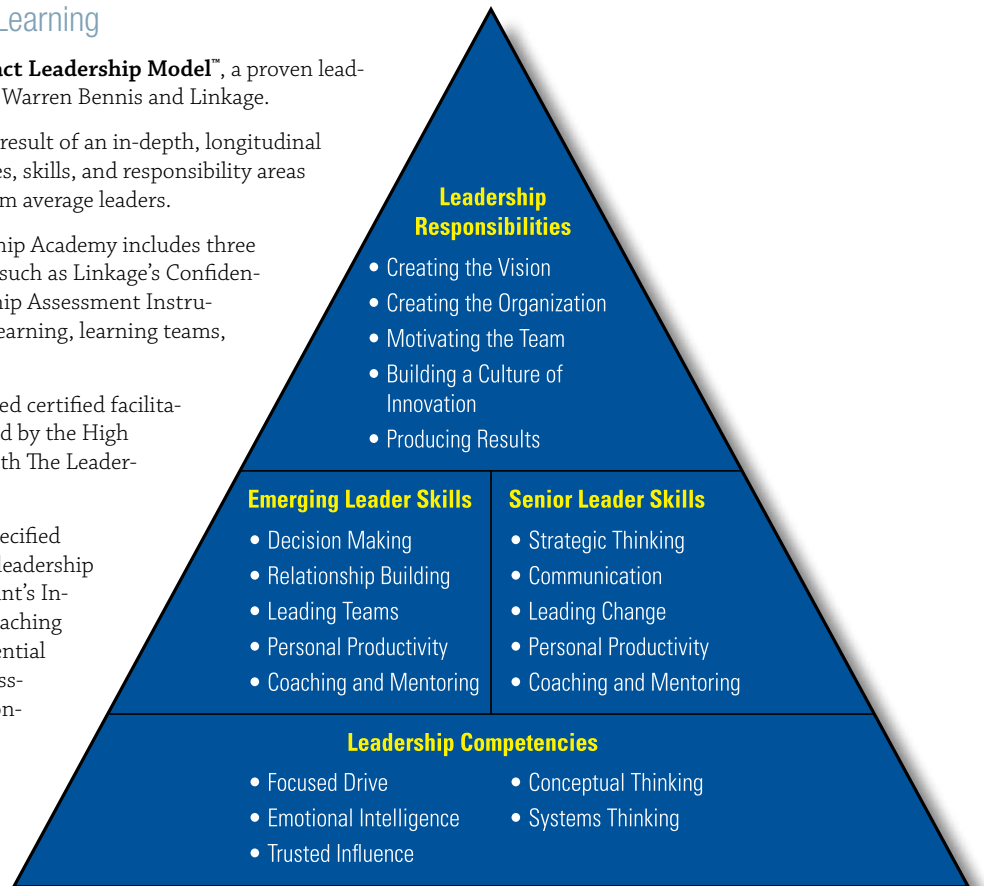 Learning
act Leadership Model™, a proven lead-
Warren Bennis and Linkage.
result of an in-depth, longitudinal
es, skills, and responsibility areas
m average leaders.
hip Academy includes three
such as Linkage's Confiden-
hip Assessment Instru-
earning, learning teams,
ed certified facilita-
d by the High
th The Leader-
ecified
leadership
nt's In-
aching
ential
ss-
on-
Leadership
Responsibilities
• Creating the Vision
• Creating the Organization
• Motivating the Team
• Building a Culture of
Innovation
• Producing Results
Emerging Leader Skills
• Decision Making
• Relationship Building
• Leading Teams
• Personal Productivity
• Coaching and Mentoring
Senior Leader Skills
• Strategic Thinking
• Communication
• Leading Change
• Personal Productivity
• Coaching and Mentoring
Leadership Competencies
• Focused Drive
• Emotional Intelligence
• Trusted Influence
• Conceptual Thinking
• Systems Thinking